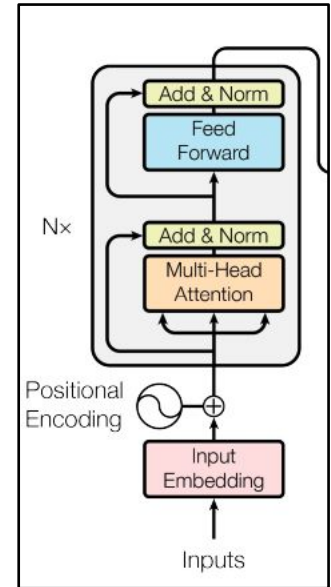 Add & Norm
Feed
Forward
N×
Add & Norm
Multi-Head
Attention
Positional
Encoding
Input
Embedding
Inputs